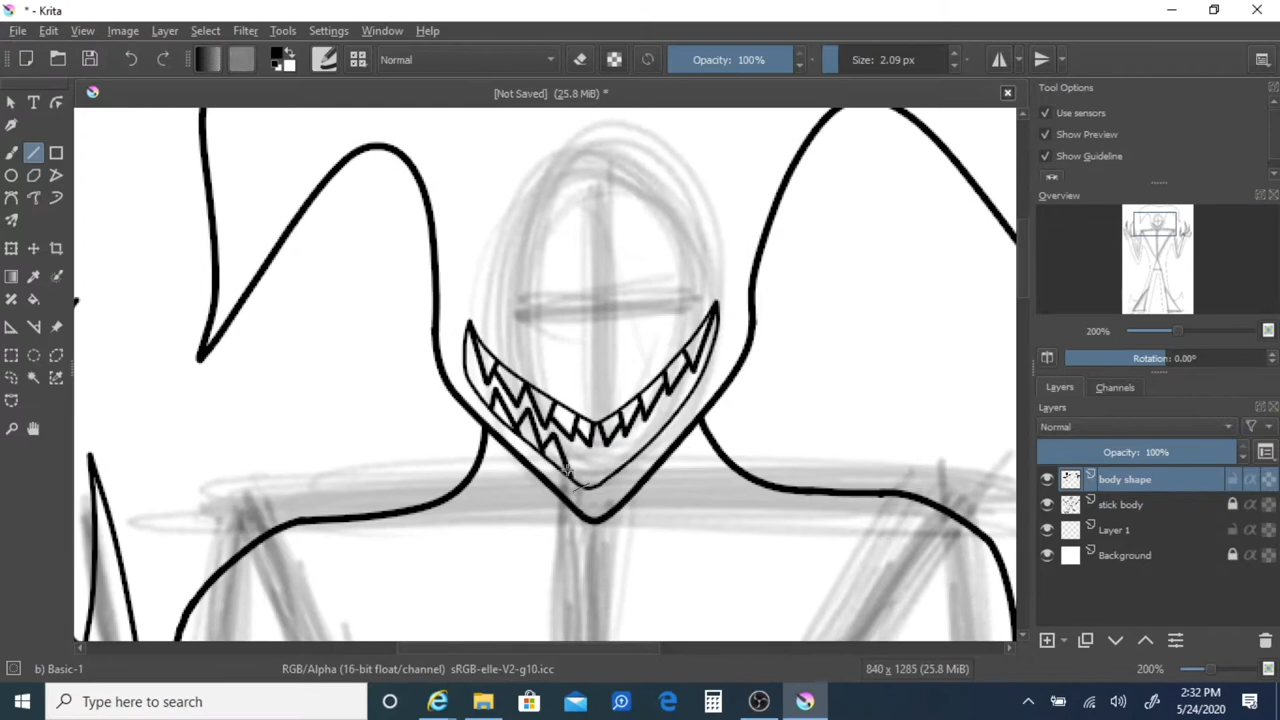 * - Krita
File Edit View Image Layer Select Filter Tools Settings Window Help
Normal Opacity: 100% Size: 2.09 px
[Not Saved] (25.8 MiB) *
Tool Options
Use sensors
Show Preview
Show Guideline
Overview
100%
Rotation: 0.00°
Layers Channels
Layers
Normal
Opacity: 100%
body shape
stick body
Layer 1
Background
b) Basic-1 RGB/Alpha (16-bit float/channel) sRGB-elle-V2-g10.icc 840 x 1285 (25.8 MiB) 200%
Type here to search
2:32 PM
5/24/2020